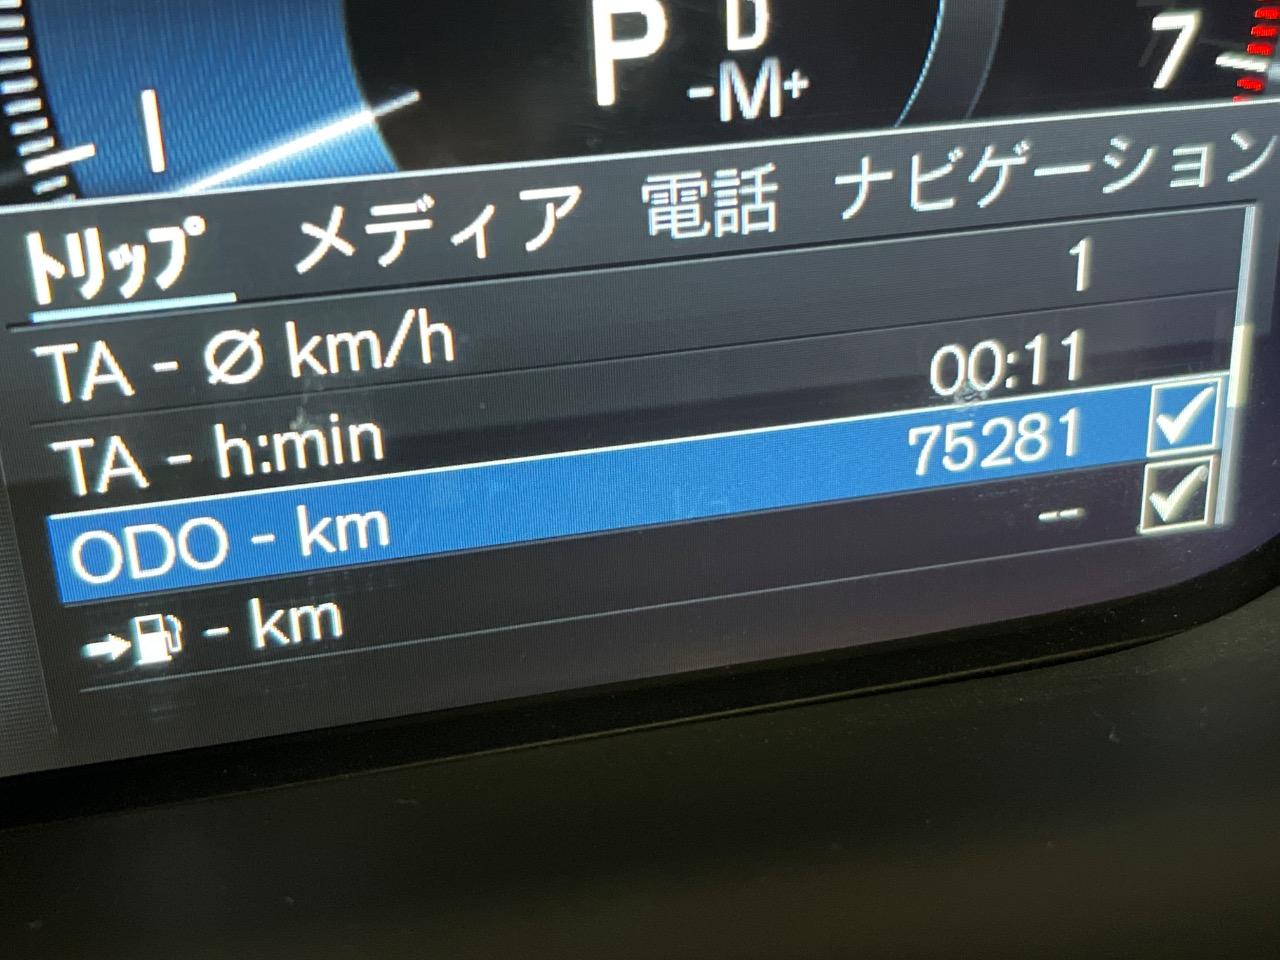 P
D
-M+
1
7
トリップ メディア 電話 ナビゲーション
TA - Ø km/h 1
TA - h:min 00:11
ODO - km 75281
- km --